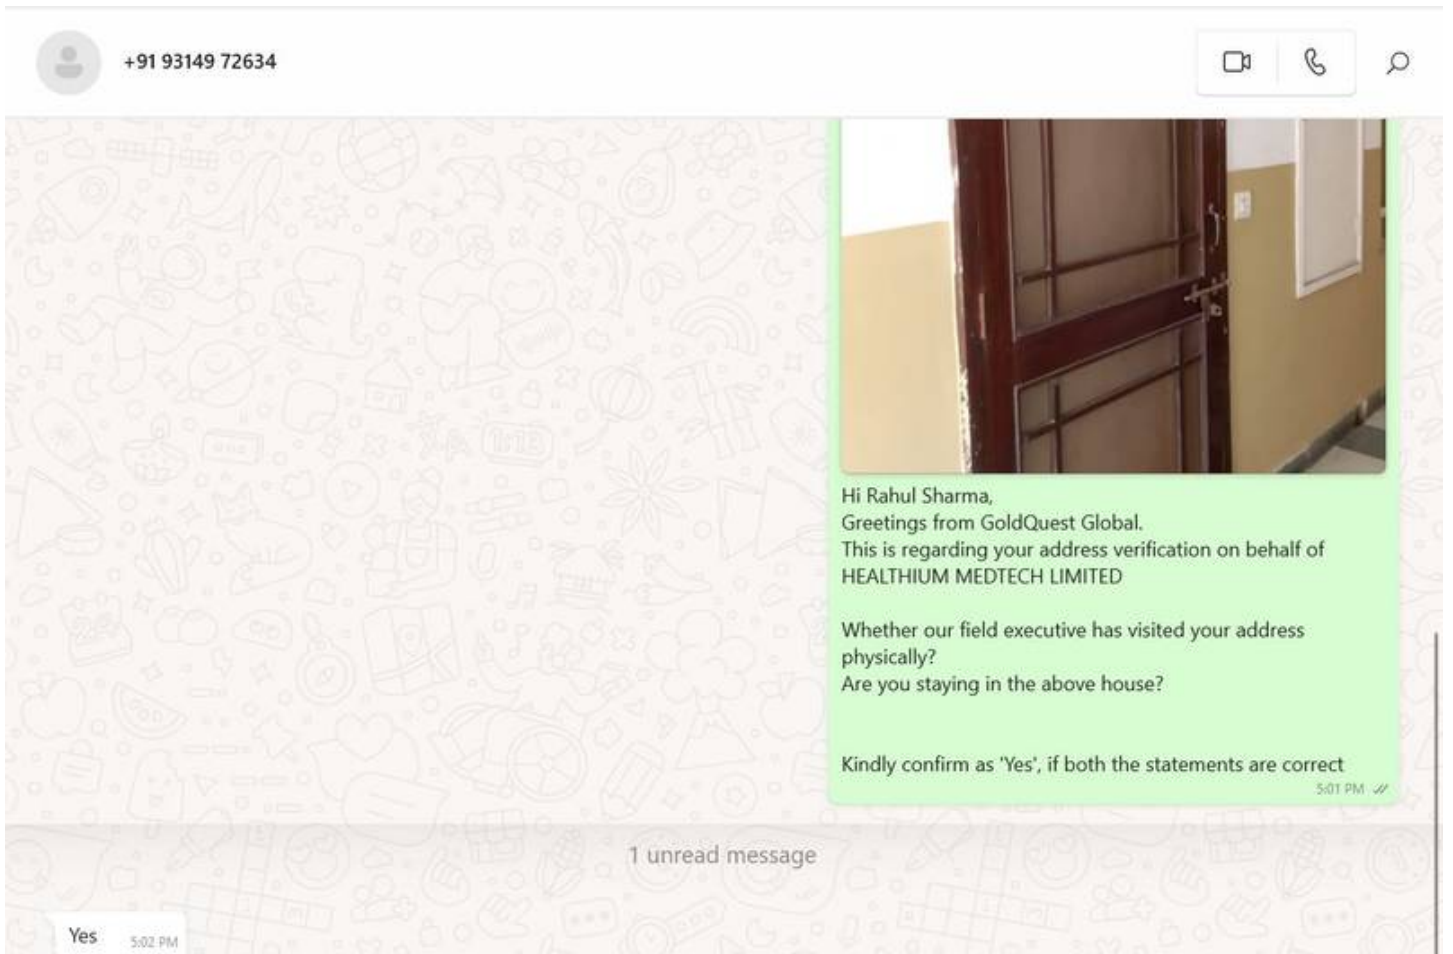 +91 93149 72634
Hi Rahul Sharma,
Greetings from GoldQuest Global.
This is regarding your address verification on behalf of
HEALTHIUM MEDTECH LIMITED
Whether our field executive has visited your address
physically?
Are you staying in the above house?
Kindly confirm as 'Yes', if both the statements are correct
5:01 PM
1 unread message
Yes
5:02 PM